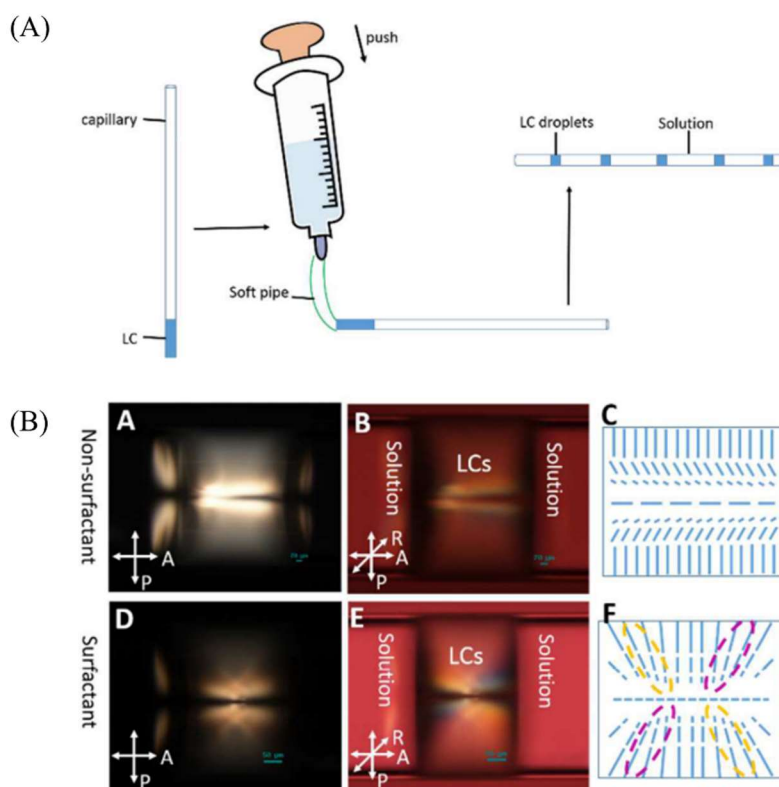 (A)
push
capillary
LC droplets
Solution
Soft pipe
LC
(B)
Non-surfactant
A
A
P
B
Solution
LCs
Solution
R
A
P
C
Surfactant
D
A
P
E
Solution
LCs
Solution
R
A
P
F